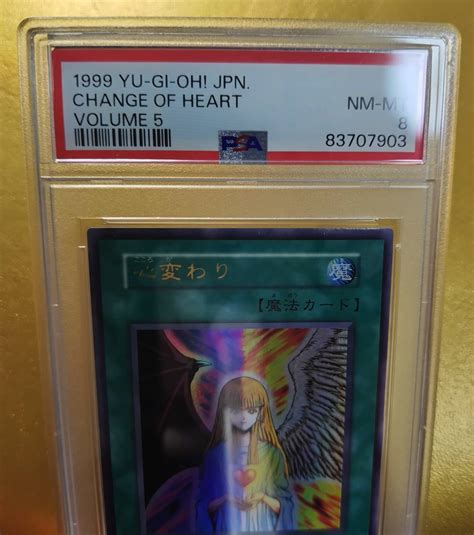 1999 YU-GI-OH! JPN.
CHANGE OF HEART
NM-MT
VOLUME 5
8
PSA
83707903
心変わり
魔
【魔法カード】